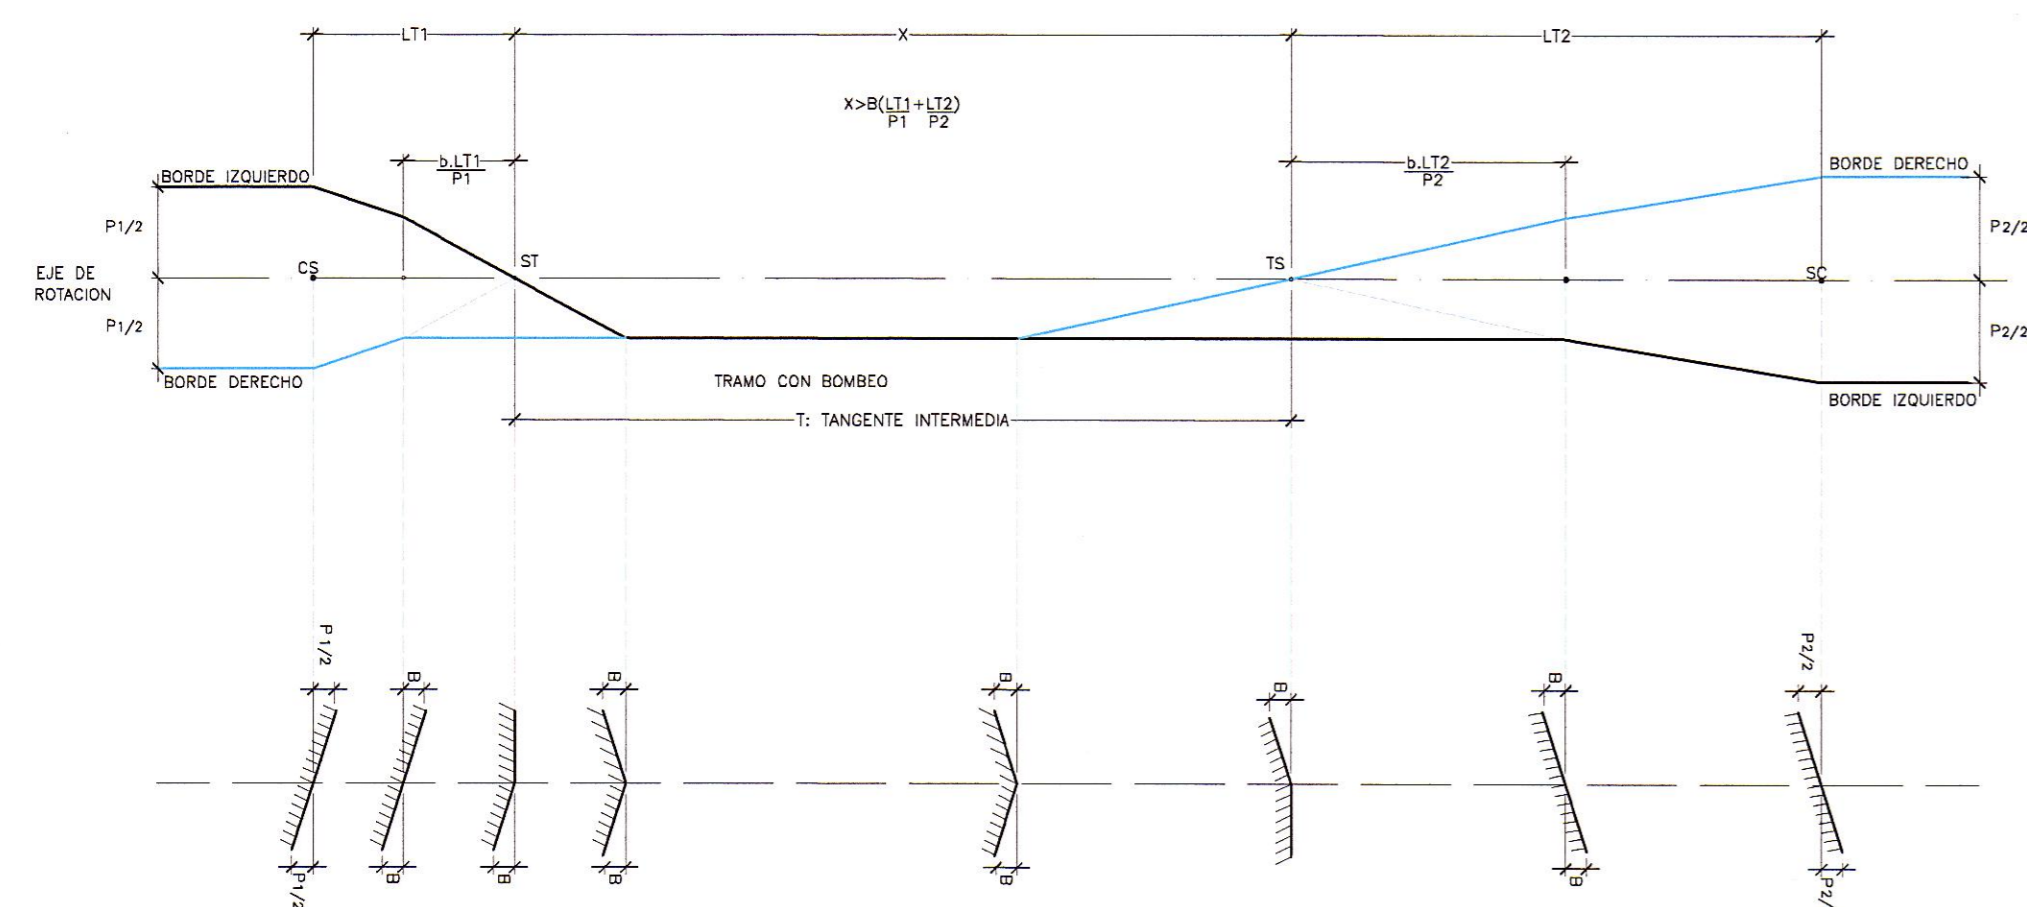 LT1 X LT2
X>B(LT1+LT2)
P1 P2
b.LT1
P1
b.LT2
P2
BORDE IZQUIERDO
BORDE DERECHO
P1/2
P2/2
EJE DE
ROTACION
CS
ST
TS
SC
P1/2
P2/2
BORDE DERECHO
TRAMO CON BOMBEO
BORDE IZQUIERDO
T: TANGENTE INTERMEDIA
P1/2
B
B
B
B
B
P2/2
P1/2
B
B
B
B
B
P2/